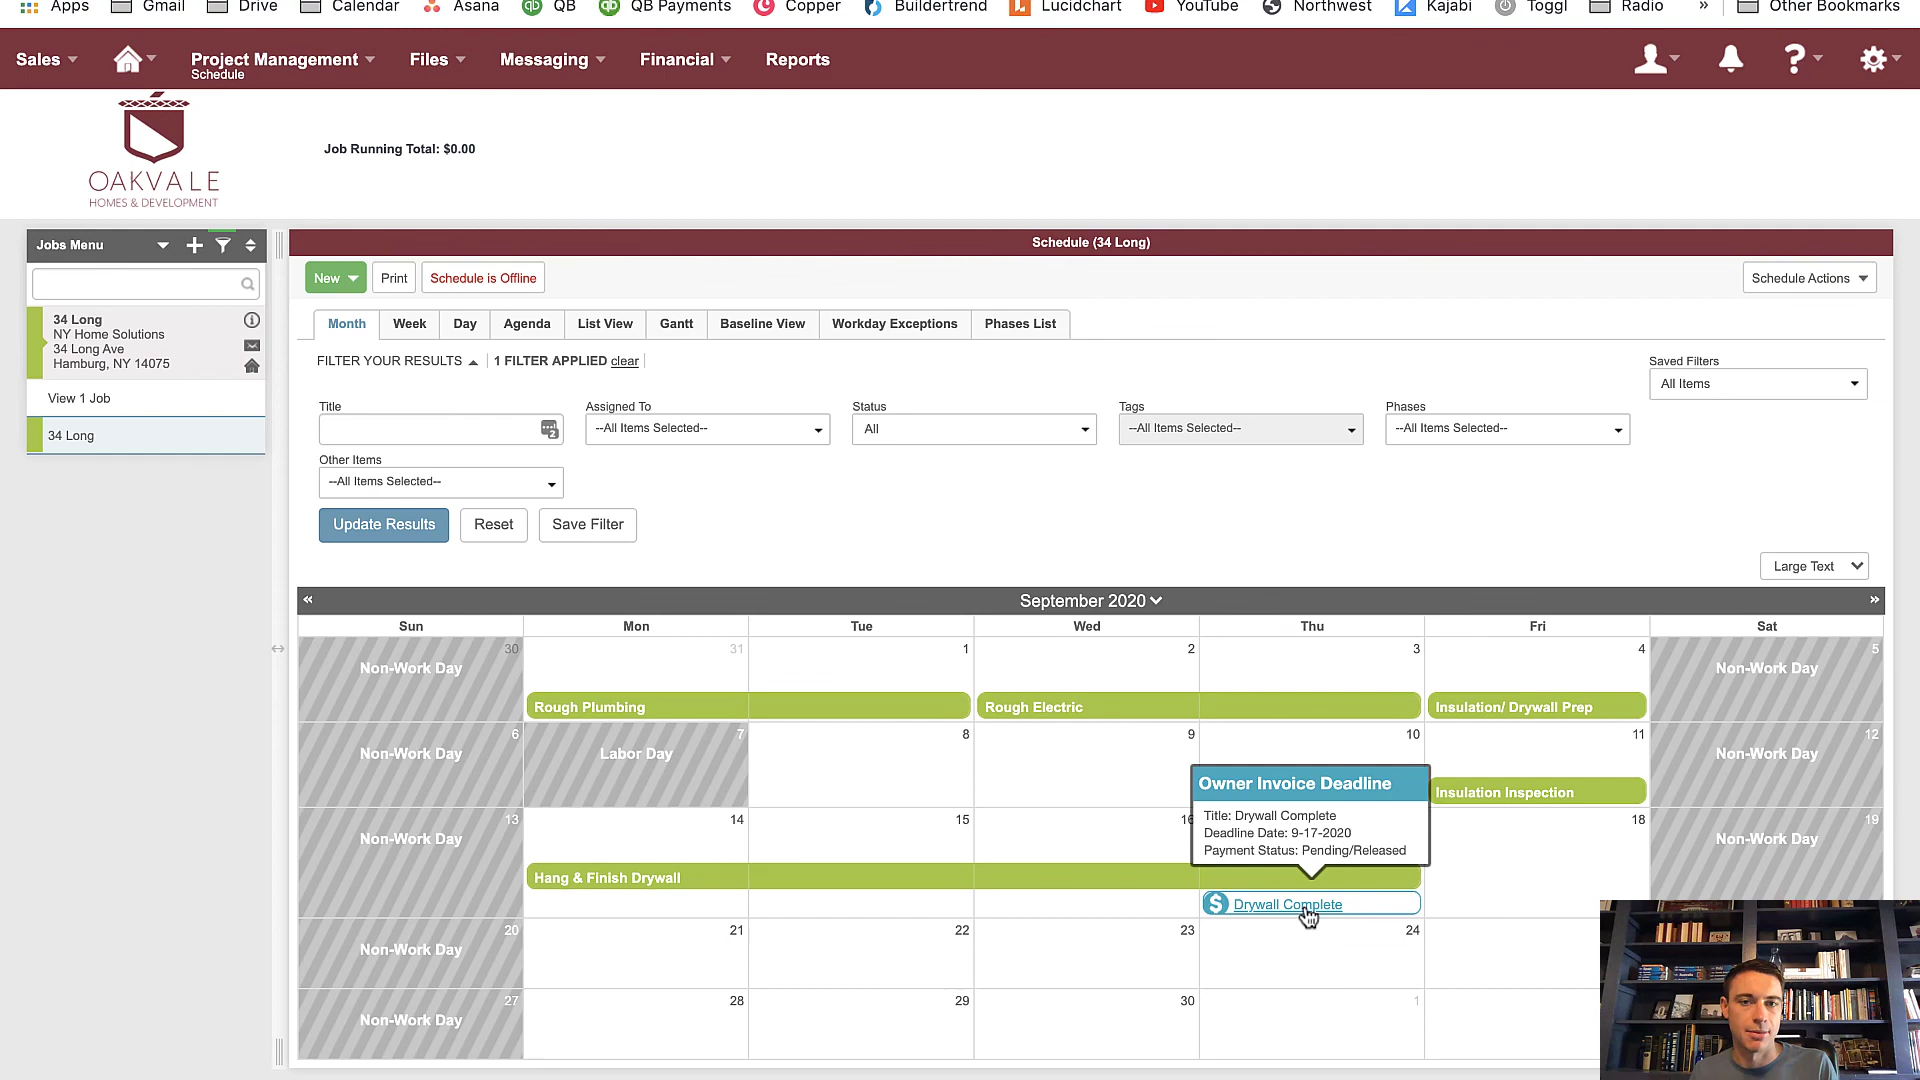 Apps Gmail Drive Calendar Asana QB QB Payments Copper Buildertrend Lucidchart YouTube Northwest Kajabi Toggl Radio » Other Bookmarks
Sales Project Management Files Messaging Financial Reports
Schedule
OAKVALE
HOMES & DEVELOPMENT
Job Running Total: $0.00
Jobs Menu
34 Long
NY Home Solutions
34 Long Ave
Hamburg, NY 14075
View 1 Job
34 Long
Schedule (34 Long)
New Print Schedule is Offline Schedule Actions
Month Week Day Agenda List View Gantt Baseline View Workday Exceptions Phases List
FILTER YOUR RESULTS 1 FILTER APPLIED clear
Saved Filters
All Items
Title Assigned To Status Tags Phases
--All Items Selected-- All --All Items Selected-- --All Items Selected--
Other Items
--All Items Selected--
Update Results Reset Save Filter
Large Text
« September 2020 »
Sun Mon Tue Wed Thu Fri Sat
30 31 1 2 3 4 5
Non-Work Day Non-Work Day
Rough Plumbing Rough Electric Insulation/ Drywall Prep
6 7 8 9 10 11 12
Non-Work Day Labor Day Non-Work Day
Owner Invoice Deadline
Insulation Inspection
Title: Drywall Complete
Deadline Date: 9-17-2020
Payment Status: Pending/Released
13 14 15 16 18 19
Non-Work Day Non-Work Day
Hang & Finish Drywall
$ Drywall Complete
20 21 22 23 24
Non-Work Day
27 28 29 30 1
Non-Work Day